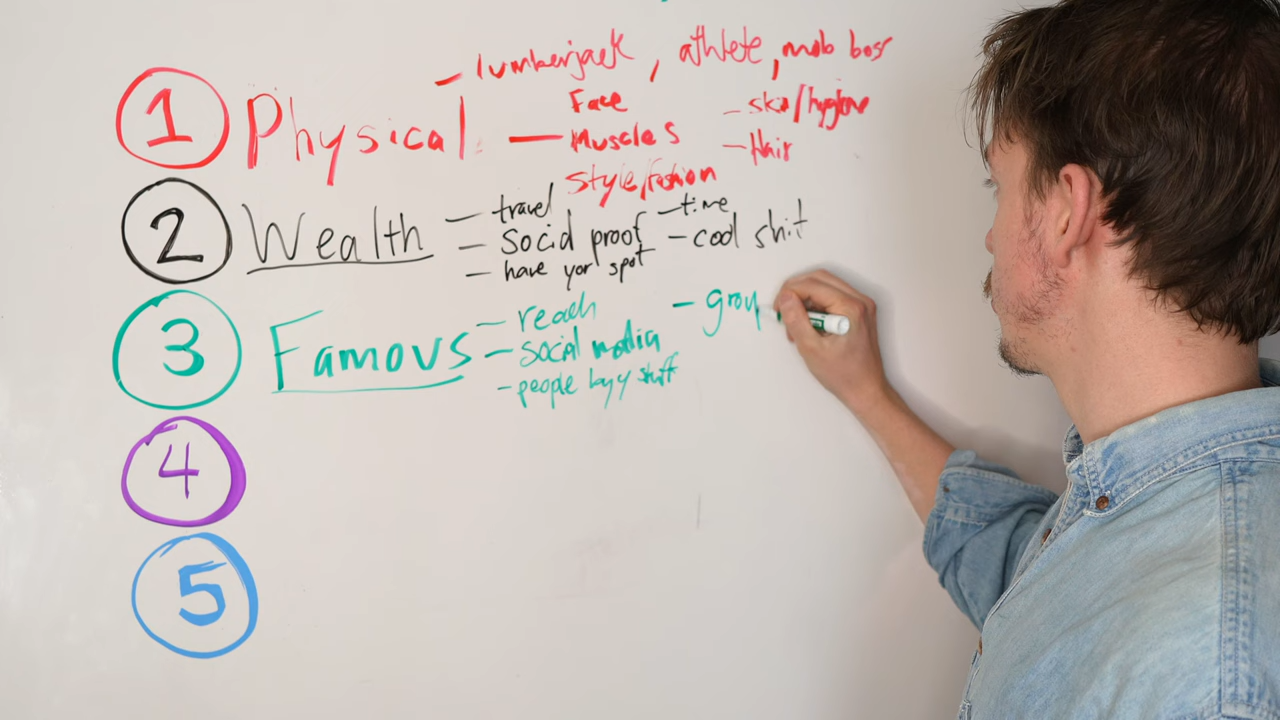 - lumberjack, athlete, mob boss
1 Physical - Face
Muscles
Style/fashion
- skin/hygiene
- Hair
2 Wealth - travel
- Social proof
- have your spot
- time
- cool shit
3 Famous - reach
- social media
- people buy stuff
- group
4
5